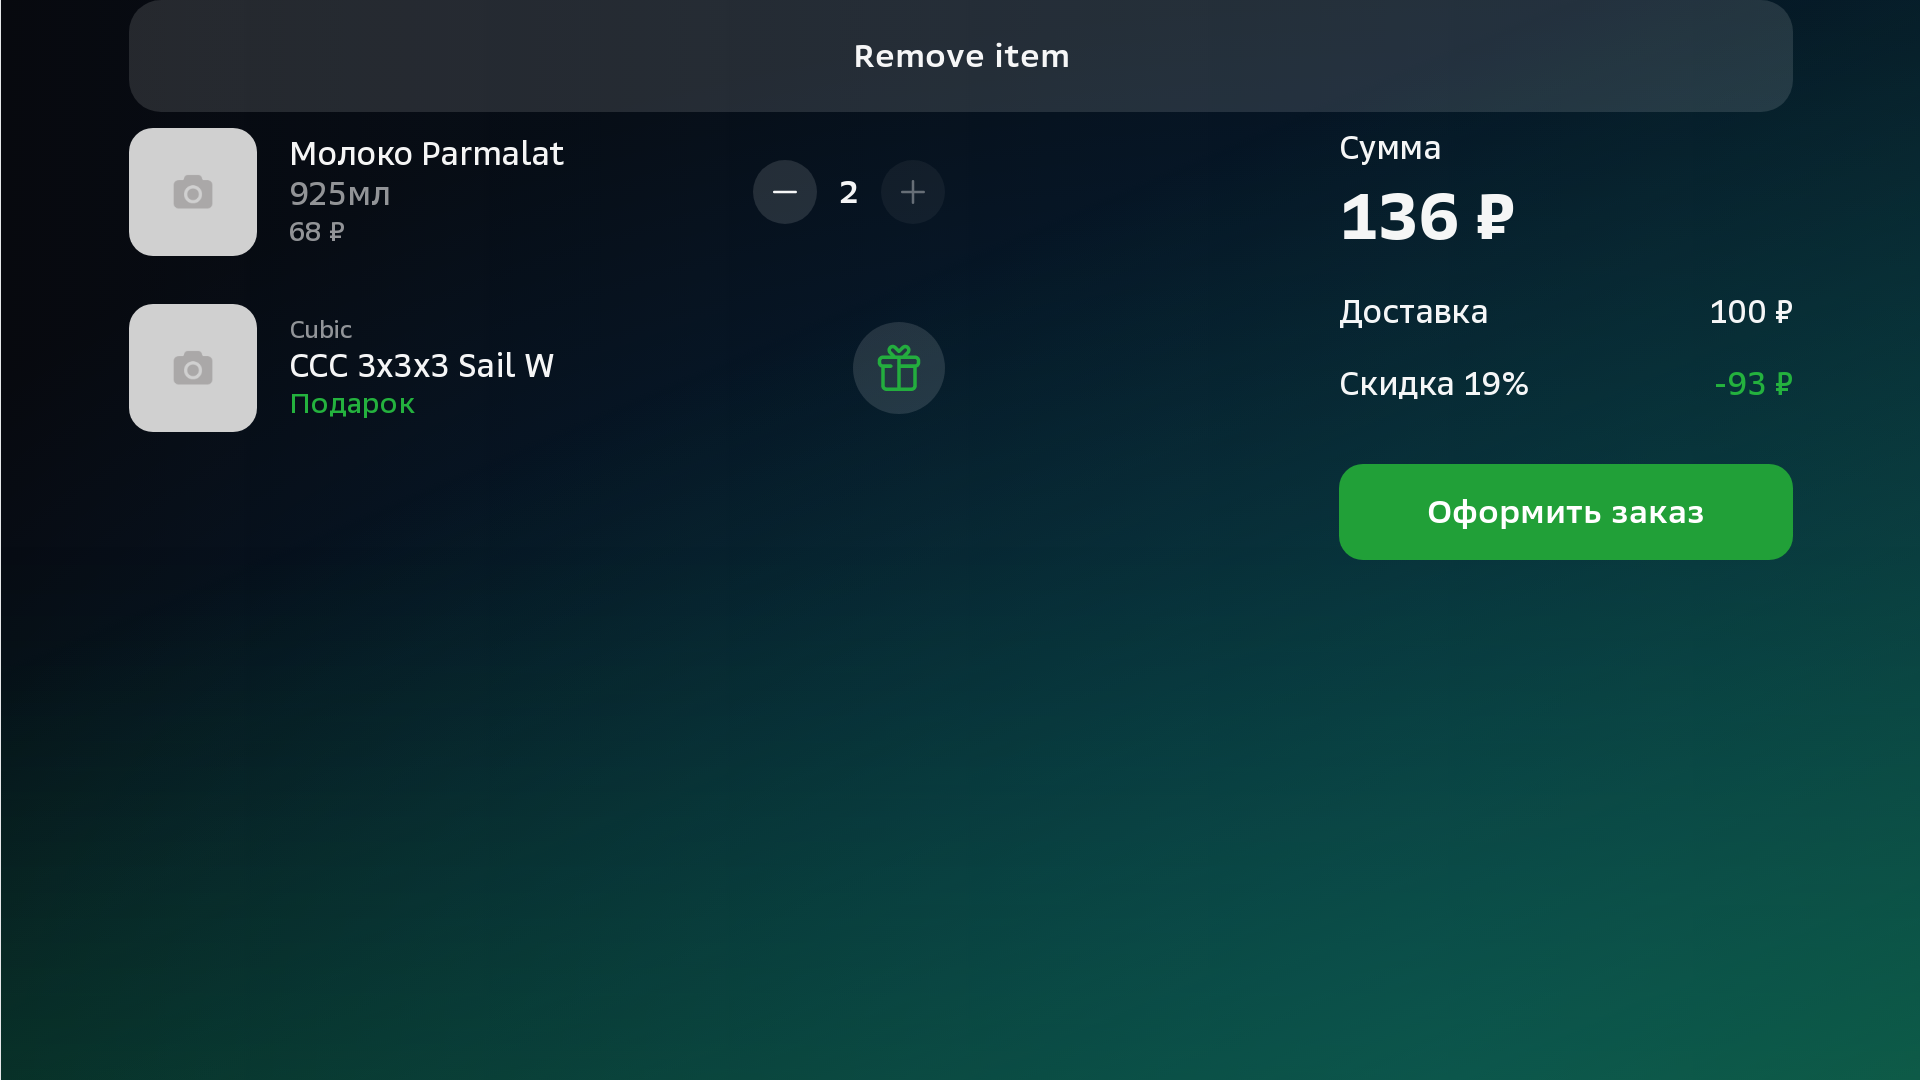 Remove item
Молоко Parmalat
925мл
68 ₽
2
Cubic
CCC 3x3x3 Sail W
Подарок
Сумма
136 ₽
Доставка 100 ₽
Скидка 19% -93 ₽
Оформить заказ